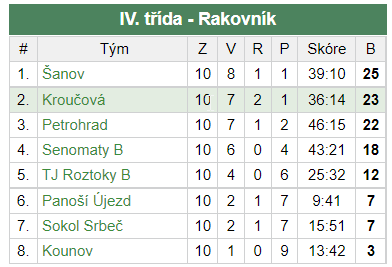 IV. třída - Rakovník
# Tým Z V R P Skóre B
1. Šanov 10 8 1 1 39:10 25
2. Kroučová 10 7 2 1 36:14 23
3. Petrohrad 10 7 1 2 46:15 22
4. Senomaty B 10 6 0 4 43:21 18
5. TJ Roztoky B 10 4 0 6 25:32 12
6. Panoší Újezd 10 2 1 7 9:41 7
7. Sokol Srbeč 10 2 1 7 15:51 7
8. Kounov 10 1 0 9 13:42 3